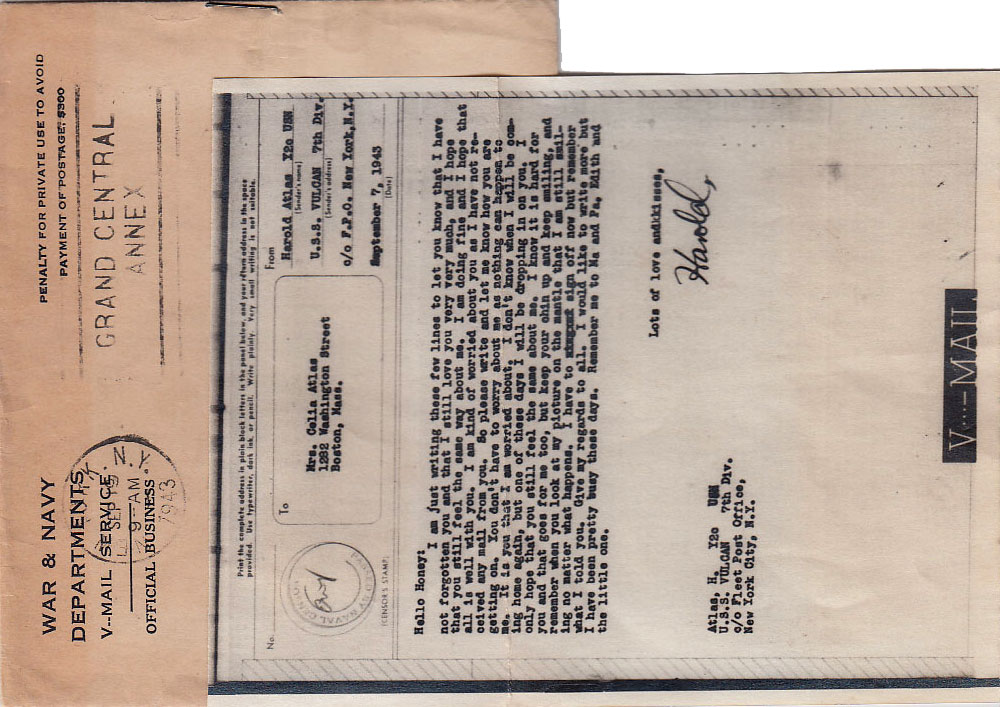 WAR & NAVY
DEPARTMENTS
V--MAIL SERVICE
OFFICIAL BUSINESS
N.Y.
SEP
9-AM
1943
PENALTY FOR PRIVATE USE TO AVOID
PAYMENT OF POSTAGE, $300
GRAND CENTRAL
ANNEX
Print the complete address in plain block letters in the panel below, and your return address in the space
provided. Use typewriter, dark ink, or pencil. Write plainly. Very small writing is not suitable.
No.
(CENSOR'S STAMP)
To
Mrs. Celia Atlas
1282 Washington Street
Boston, Mass.
From
Harold Atlas Y2c USN
(Sender's name)
U.S.S. VULCAN 7th Div.
(Sender's address)
c/o F.P.O. New York,N.Y.
September 7, 1943
(Date)
Hello Honey:
I am just writing these few lines to let you know that I have
not forgotten you and that I still love you very very much, and I hope
that you still feel the same way about me. I am doing fine and I hope that
all is well with you. I am kind of worried about you as I have not re-
ceived any mail from you. So please write and let me know how you are
getting on. You don't have to worry about me as nothing can happen to
me. It is you that I am worried about. I don't know when I will be com-
ing home again, but one of these days I will be dropping in on you. I
only hope that you still feel the same about me. I know it is hard for
you and that goes for me too, but keep your chin up and keep smiling, and
remember when you look at my picture on the mantle that I am still smil-
ing no matter what happens. I have to sign off now but remember
what I told you. Give my regards to all. I would like to write more but
I have been pretty busy these days. Remember me to Ma and Pa, Edith and
the little one.
Lots of love andkkisses,
Harold,
Atlas, H. Y2c USN
U.S.S. VULCAN 7th Div.
c/o Fleet Post Office,
New York City, N.Y.
V···—MAIL